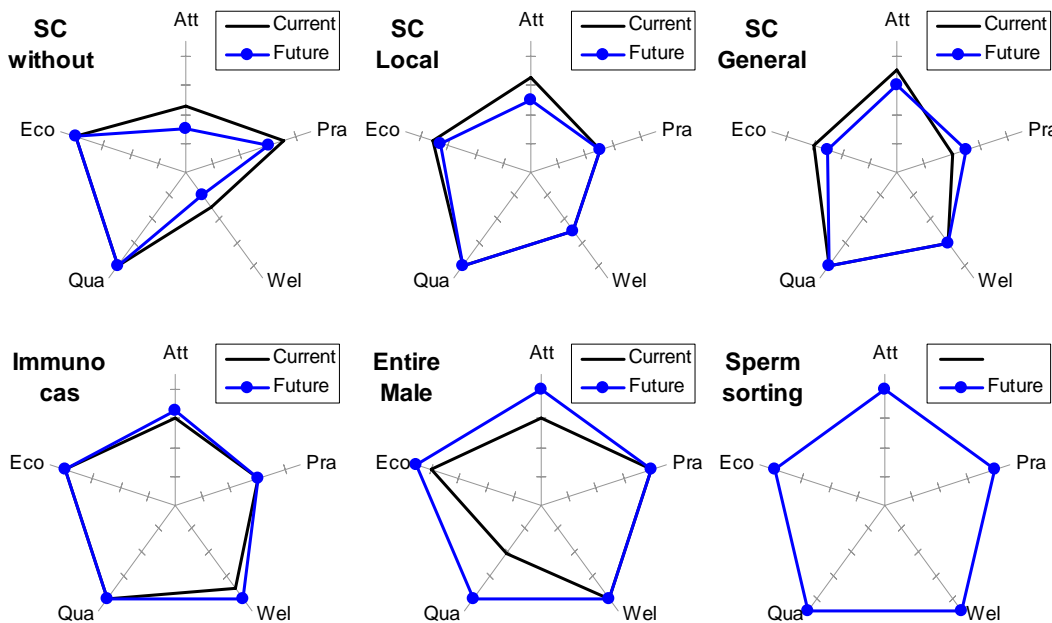 SC
without
Att
Current
Future
Eco
Pra
Qua
Wel
SC
Local
Att
Current
Future
Eco
Pra
Qua
Wel
SC
General
Att
Current
Future
Eco
Pra
Qua
Wel
Immuno
cas
Att
Current
Future
Eco
Pra
Qua
Wel
Entire
Male
Att
Current
Future
Eco
Pra
Qua
Wel
Sperm
sorting
Att
Future
Eco
Pra
Qua
Wel